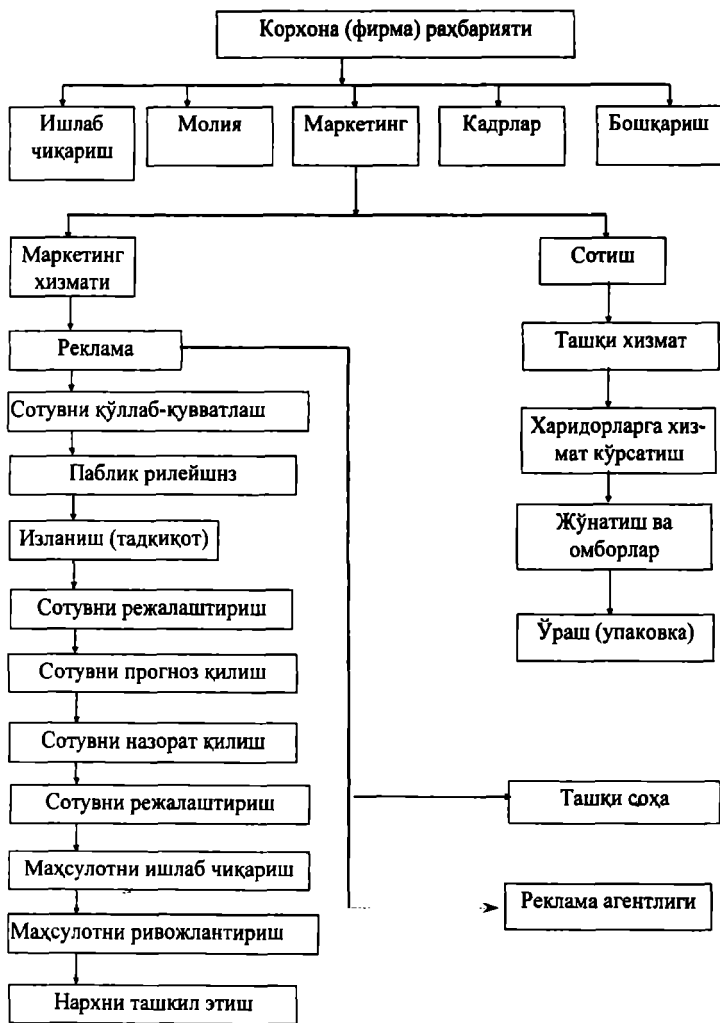 Корхона (фирма) раҳбарияти
Ишлаб
чиқариш
Молия
Маркетинг
Кадрлар
Бошқариш
Маркетинг
хизмати
Сотиш
Реклама
Ташқи хизмат
Сотувни қўллаб-қувватлаш
Харидорларга хиз-
мат кўрсатиш
Паблик рилейшнз
Изланиш (тадқиқот)
Жўнатиш ва
омборлар
Сотувни режалаштириш
Ўраш (упаковка)
Сотувни прогноз қилиш
Сотувни назорат қилиш
Сотувни режалаштириш
Ташқи соҳа
Маҳсулотни ишлаб чиқариш
Реклама агентлиги
Маҳсулотни ривожлантириш
Нархни ташкил этиш